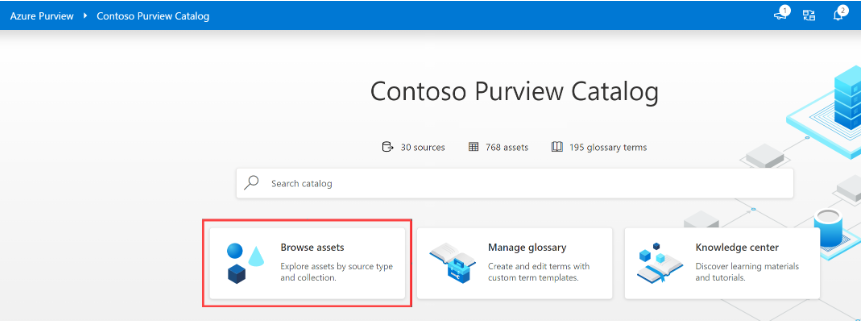 Azure Purview ▸ Contoso Purview Catalog
1
2
Contoso Purview Catalog
30 sources 768 assets 195 glossary terms
Search catalog
Browse assets
Explore assets by source type
and collection.
Manage glossary
Create and edit terms with
custom term templates.
Knowledge center
Discover learning materials
and tutorials.